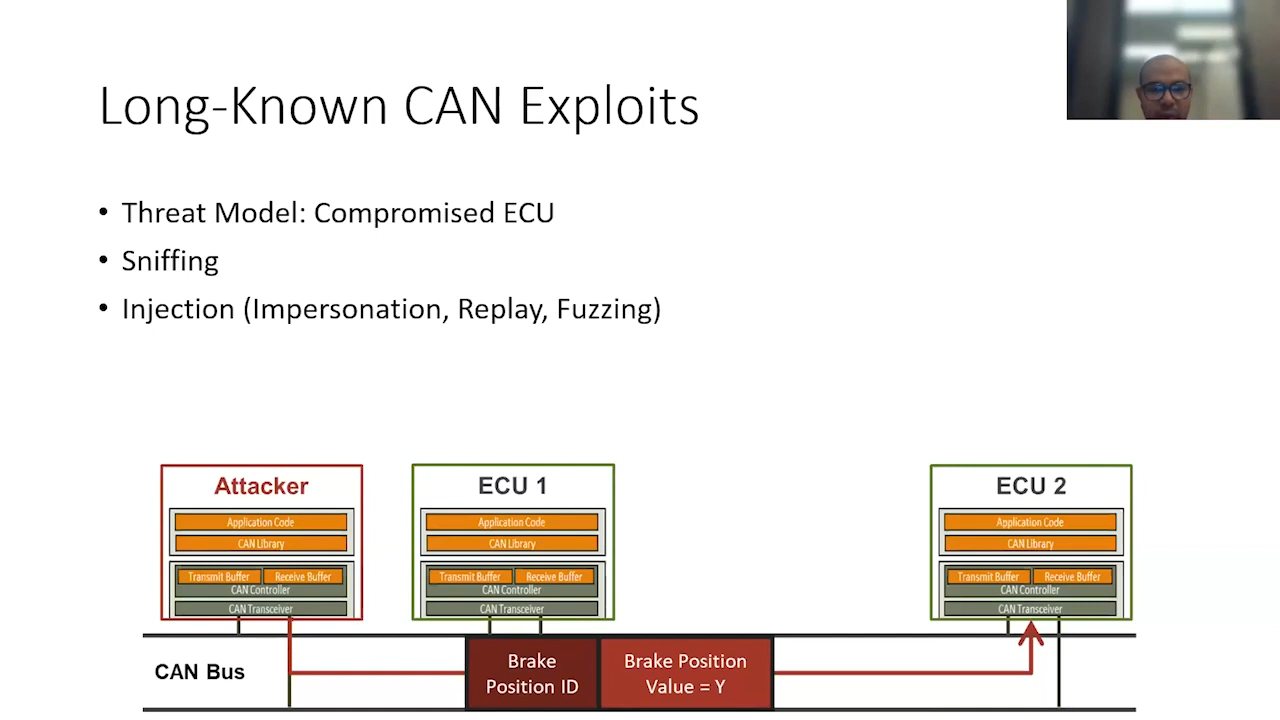 Long-Known CAN Exploits
• Threat Model: Compromised ECU
• Sniffing
• Injection (Impersonation, Replay, Fuzzing)
Attacker
Application Code
CAN Library
Transmit Buffer
Receive Buffer
CAN Controller
CAN Transceiver
ECU 1
Application Code
CAN Library
Transmit Buffer
Receive Buffer
CAN Controller
CAN Transceiver
ECU 2
Application Code
CAN Library
Transmit Buffer
Receive Buffer
CAN Controller
CAN Transceiver
CAN Bus
Brake
Position ID
Brake Position
Value = Y